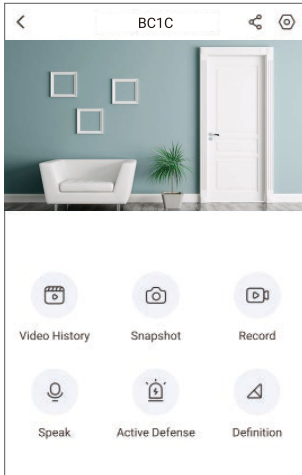 BC1C
Video History Snapshot Record
Speak Active Defense Definition